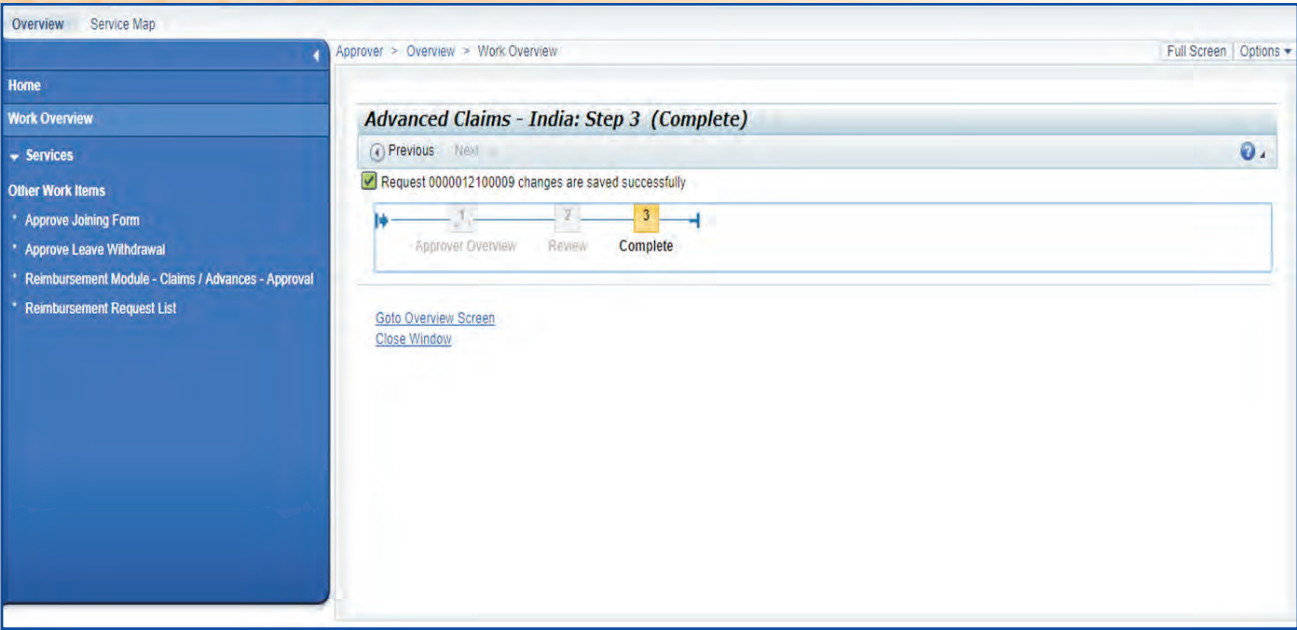 Overview Service Map
Approver > Overview > Work Overview Full Screen Options
Home
Work Overview
Services
Other Work Items
• Approve Joining Form
• Approve Leave Withdrawal
• Reimbursement Module - Claims / Advances - Approval
• Reimbursement Request List
Advanced Claims - India: Step 3 (Complete)
Previous Next
Request 0000012100009 changes are saved successfully
1 2 3
Approver Overview Review Complete
Goto Overview Screen
Close Window